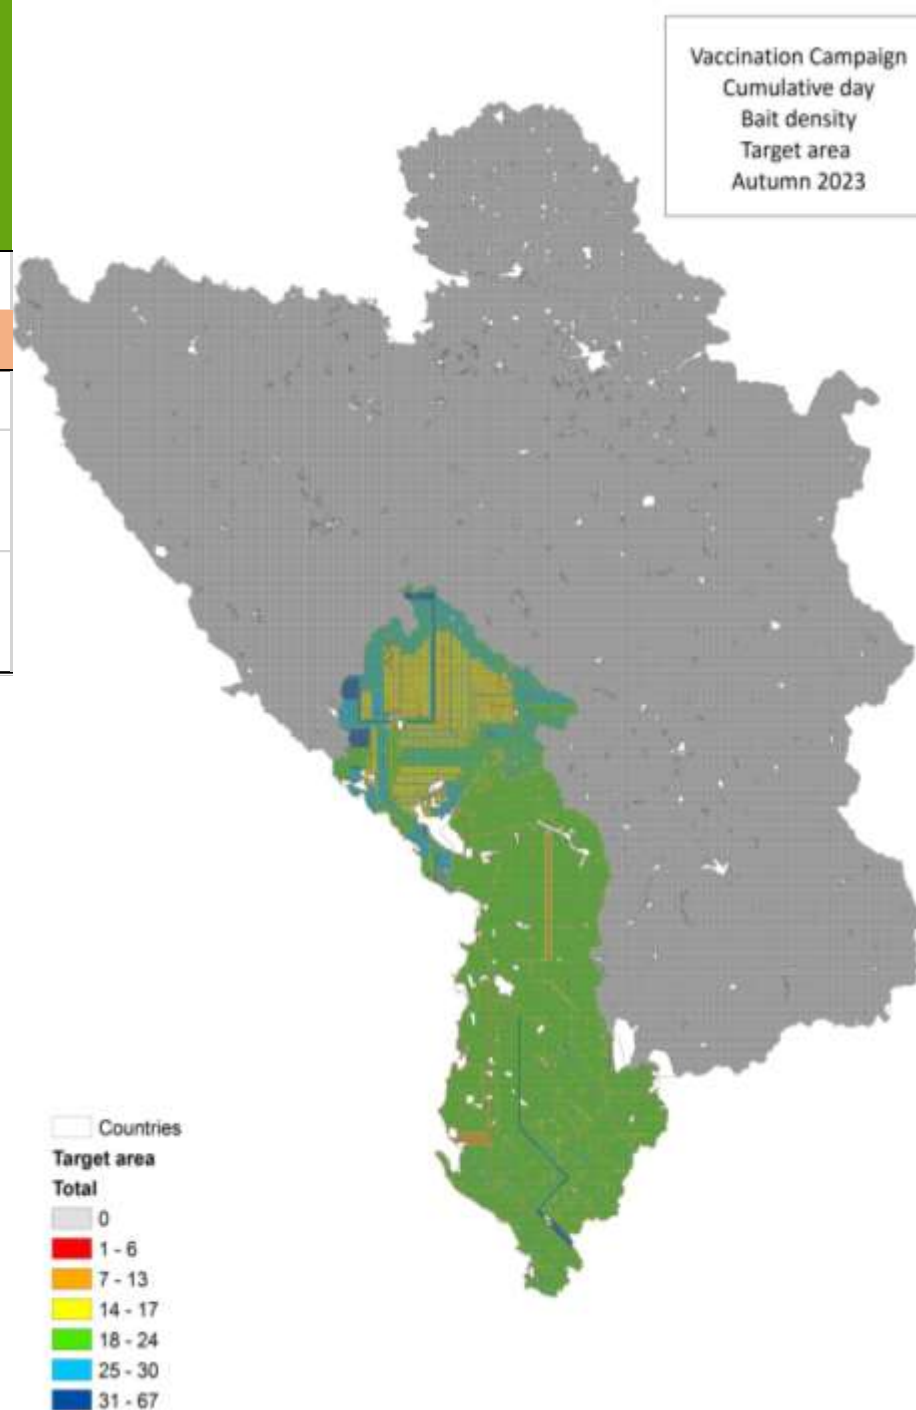 Vaccination Campaign
Cumulative day
Bait density
Target area
Autumn 2023
Countries
Target area
Total
0
1 - 6
7 - 13
14 - 17
18 - 24
25 - 30
31 - 67